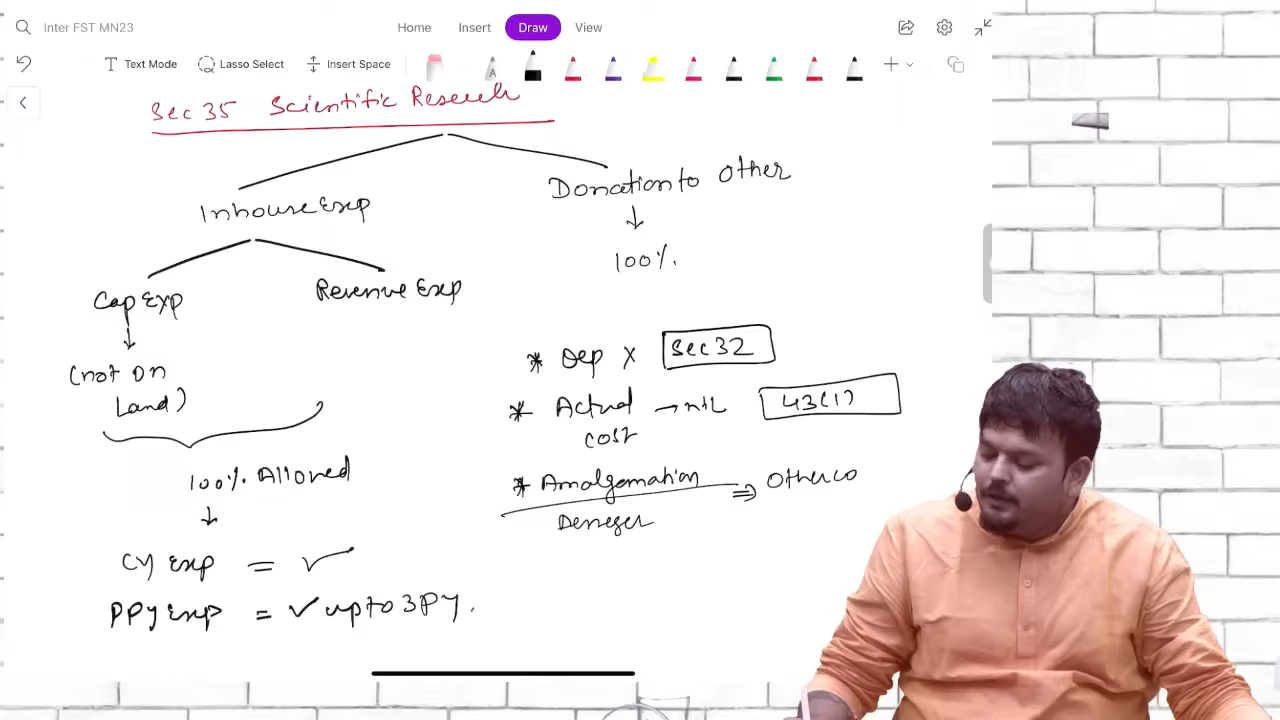 Inter FST MN23
Home Insert Draw View
Text Mode Lasso Select Insert Space
A
Sec 35 Scientific Research
Inhouse Exp
Donation to Other
100%.
Cap Exp
Revenue Exp
(not on
Land)
100% Allowed
CY Exp = ✓
PPY Exp = ✓ upto 3PY.
* Dep X Sec 32
* Actual → nil 43(1)
cost
* Amalgamation ⇒ Other co
Demerger